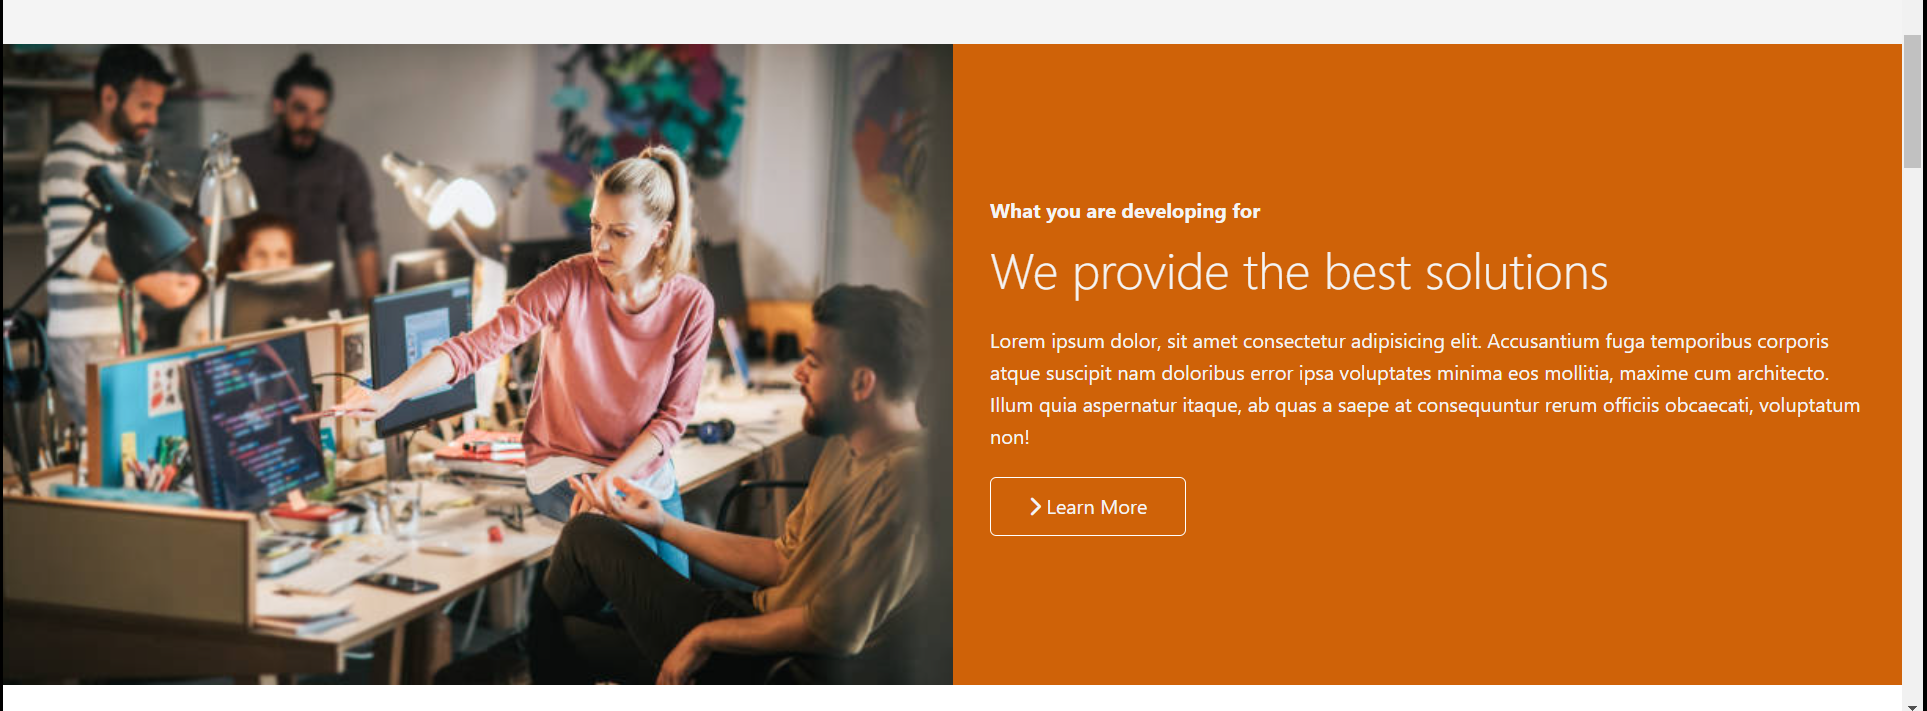 What you are developing for
We provide the best solutions
Lorem ipsum dolor, sit amet consectetur adipisicing elit. Accusantium fuga temporibus corporis
atque suscipit nam doloribus error ipsa voluptates minima eos mollitia, maxime cum architecto.
Illum quia aspernatur itaque, ab quas a saepe at consequuntur rerum officiis obcaecati, voluptatum
non!
Learn More